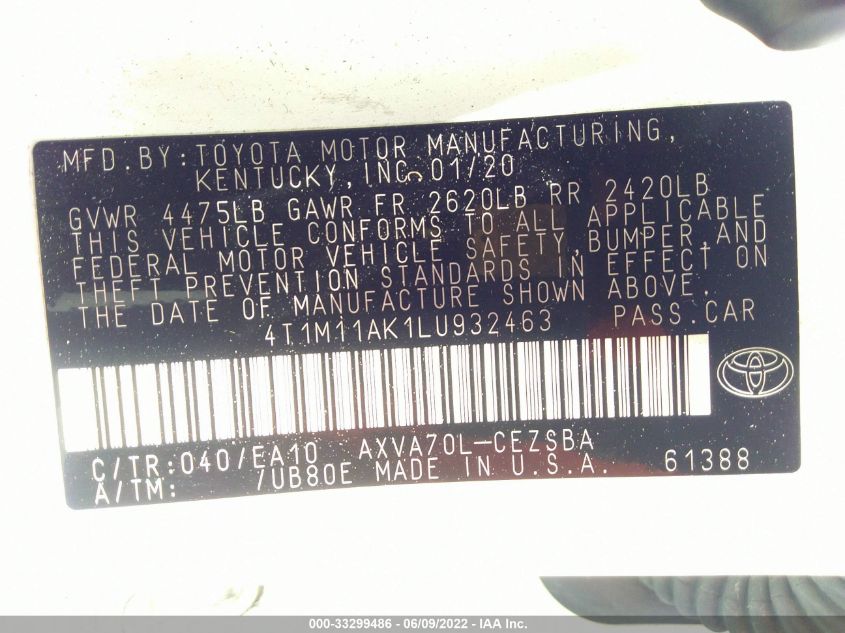 MFD.BY:TOYOTA MOTOR MANUFACTURING,
KENTUCKY, INC. 01/20
GVWR 4475LB GAWR FR 2620LB RR 2420LB
THIS VEHICLE CONFORMS TO ALL APPLICABLE
FEDERAL MOTOR VEHICLE SAFETY, BUMPER, AND
THEFT PREVENTION STANDARDS IN EFFECT ON
THE DATE OF MANUFACTURE SHOWN ABOVE.
4T1M11AK1LU932463 PASS.CAR
C/TR:040/EA10 AXVA70L-CEZSBA
A/TM: /UB80E MADE IN U.S.A. 61388
000-33299486 - 06/09/2022 - IAA Inc.